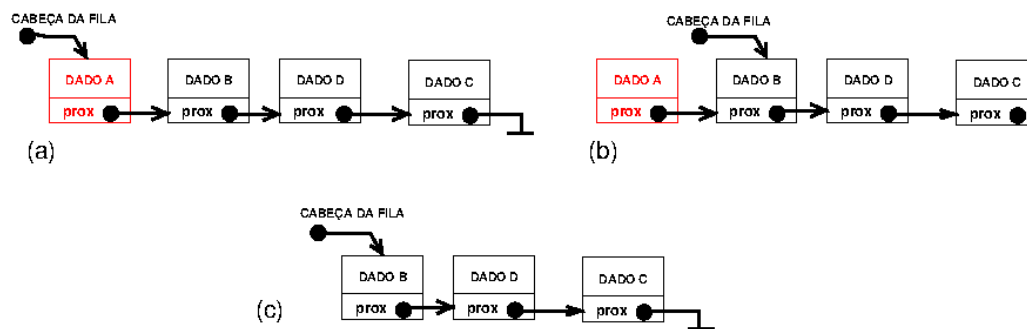 CABEÇA DA FILA
DADO A DADO B DADO D DADO C
prox prox prox prox
(a)
CABEÇA DA FILA
DADO A DADO B DADO D DADO C
prox prox prox prox
(b)
CABEÇA DA FILA
DADO B DADO D DADO C
prox prox prox
(c)